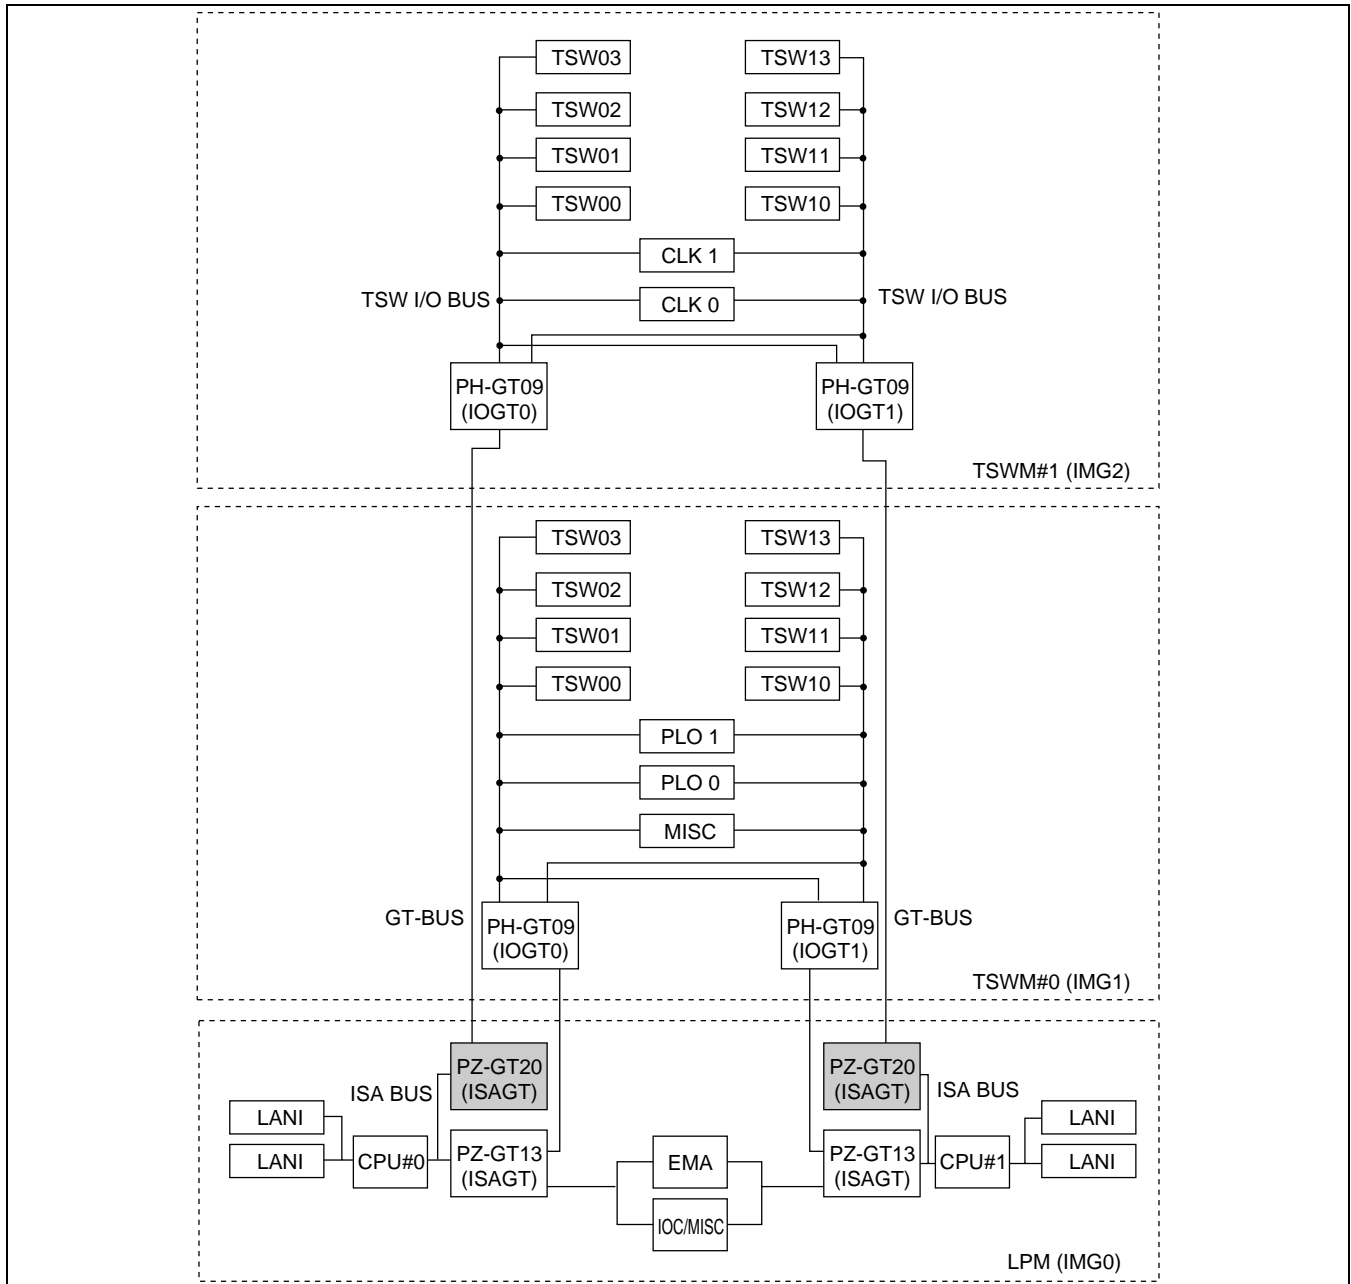 TSW03 TSW13
TSW02 TSW12
TSW01 TSW11
TSW00 TSW10
CLK 1
TSW I/O BUS CLK 0 TSW I/O BUS
PH-GT09 PH-GT09
(IOGT0) (IOGT1)
TSWM#1 (IMG2)
TSW03 TSW13
TSW02 TSW12
TSW01 TSW11
TSW00 TSW10
PLO 1
PLO 0
MISC
GT-BUS PH-GT09 PH-GT09 GT-BUS
(IOGT0) (IOGT1)
TSWM#0 (IMG1)
PZ-GT20 PZ-GT20
ISA BUS (ISAGT) (ISAGT) ISA BUS
LANI LANI
LANI CPU#0 PZ-GT13 EMA PZ-GT13 CPU#1 LANI
(ISAGT) (ISAGT)
IOC/MISC
LPM (IMG0)